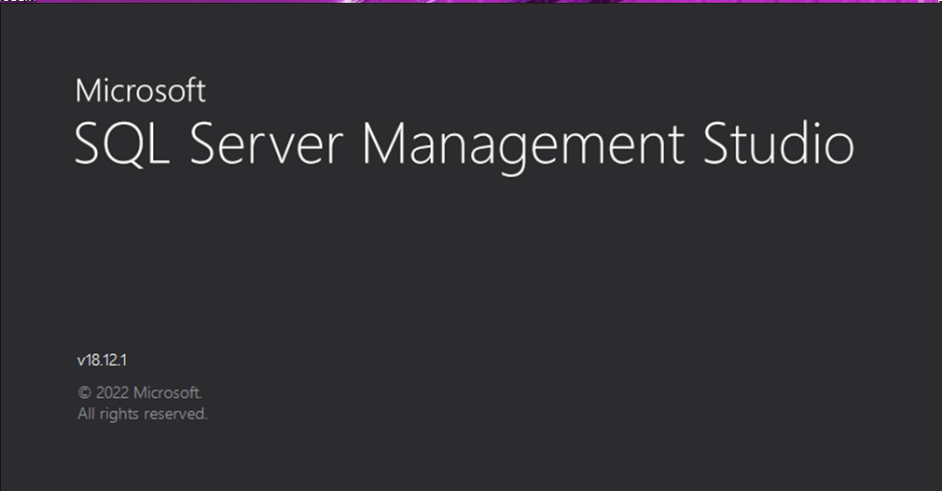 Microsoft
SQL Server Management Studio
v18.12.1
© 2022 Microsoft.
All rights reserved.